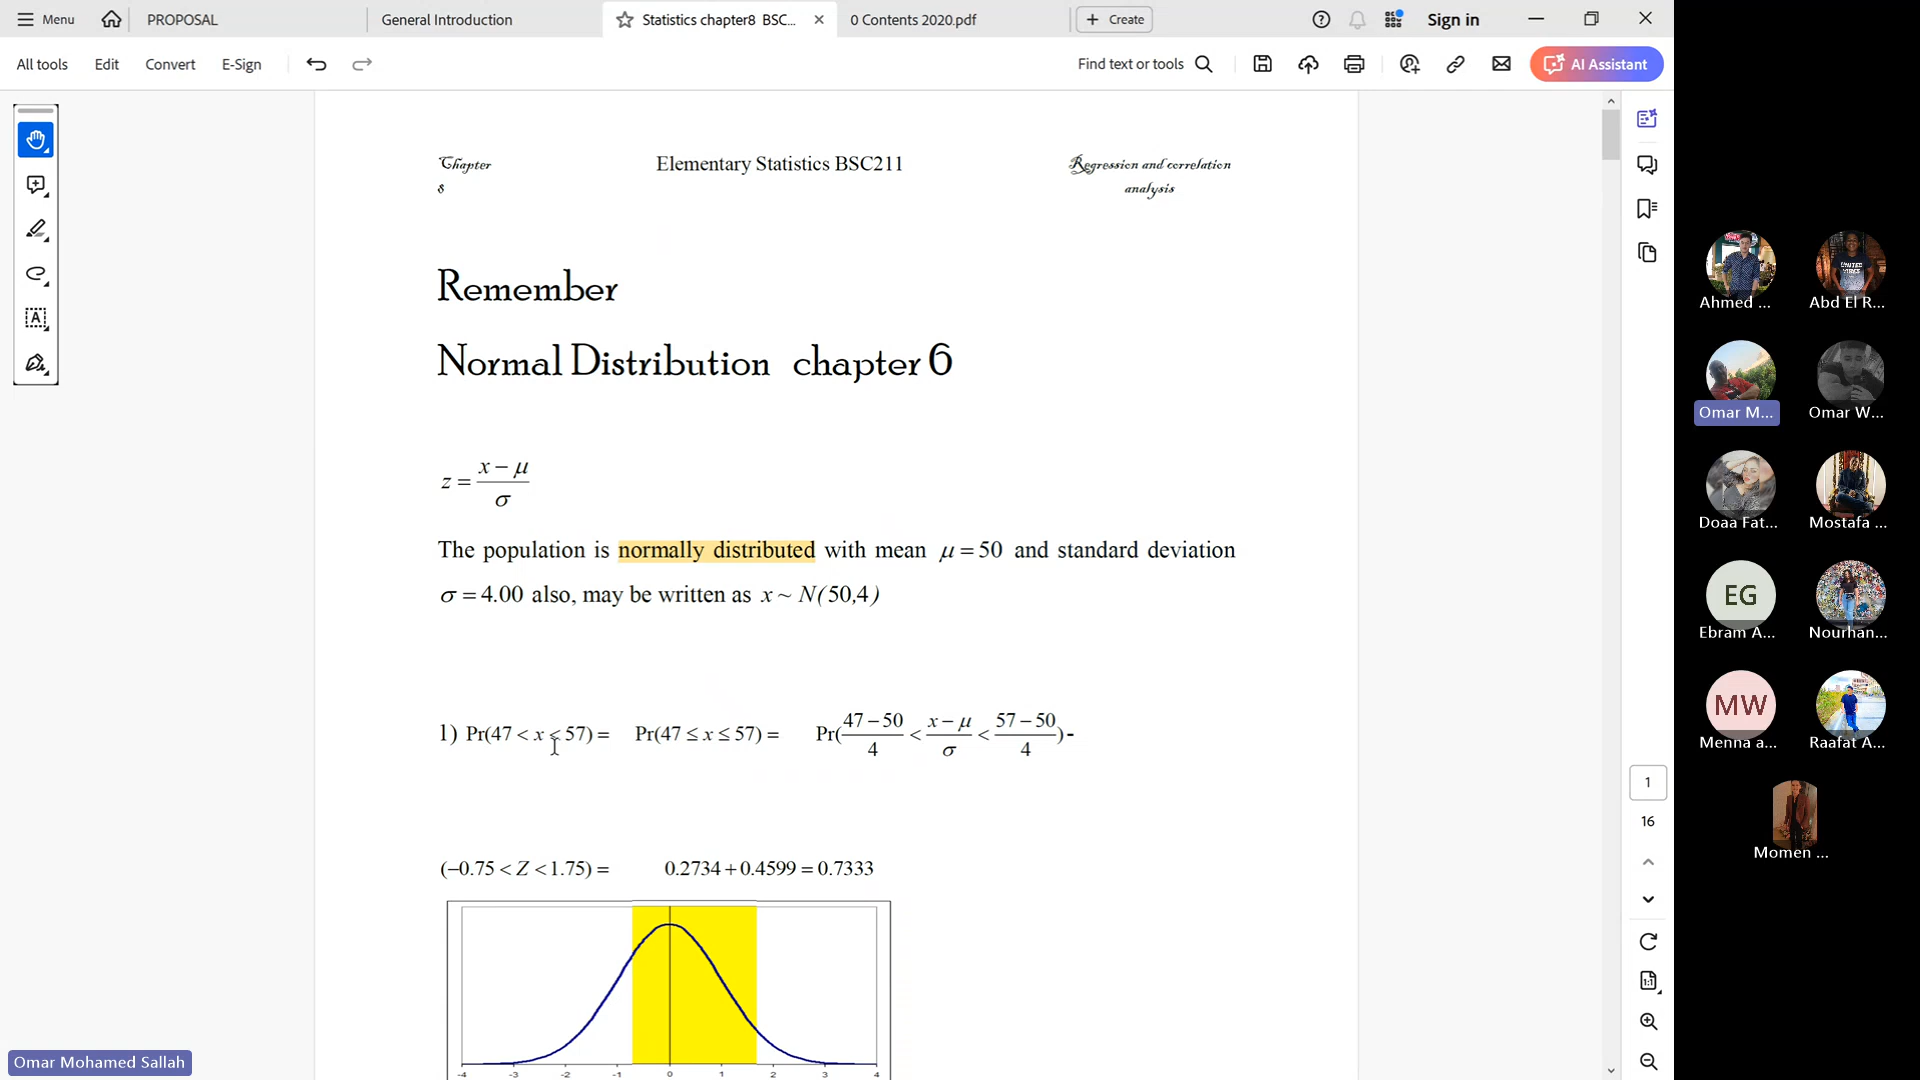 Menu
PROPOSAL
General Introduction
Statistics chapter8 BSC...
0 Contents 2020.pdf
Create
Sign in
All tools
Edit
Convert
E-Sign
Find text or tools
AI Assistant
Chapter
8
Elementary Statistics BSC211
Regression and correlation
analysis
Remember
Normal Distribution chapter 6
z = (x − μ)/σ
The population is normally distributed with mean μ = 50 and standard deviation
σ = 4.00 also, may be written as x ~ N(50,4)
1) Pr(47 < x < 57) = Pr(47 ≤ x ≤ 57) = Pr((47 − 50)/4 < (x − μ)/σ < (57 − 50)/4) -
(−0.75 < Z < 1.75) = 0.2734 + 0.4599 = 0.7333
-4 -3 -2 -1 0 1 2 3 4
1
16
Ahmed ...
Abd El R...
Omar M...
Omar W...
Doaa Fat...
Mostafa ...
EG
Ebram A...
Nourhan...
MW
Menna a...
Raafat A...
Momen ...
Omar Mohamed Sallah